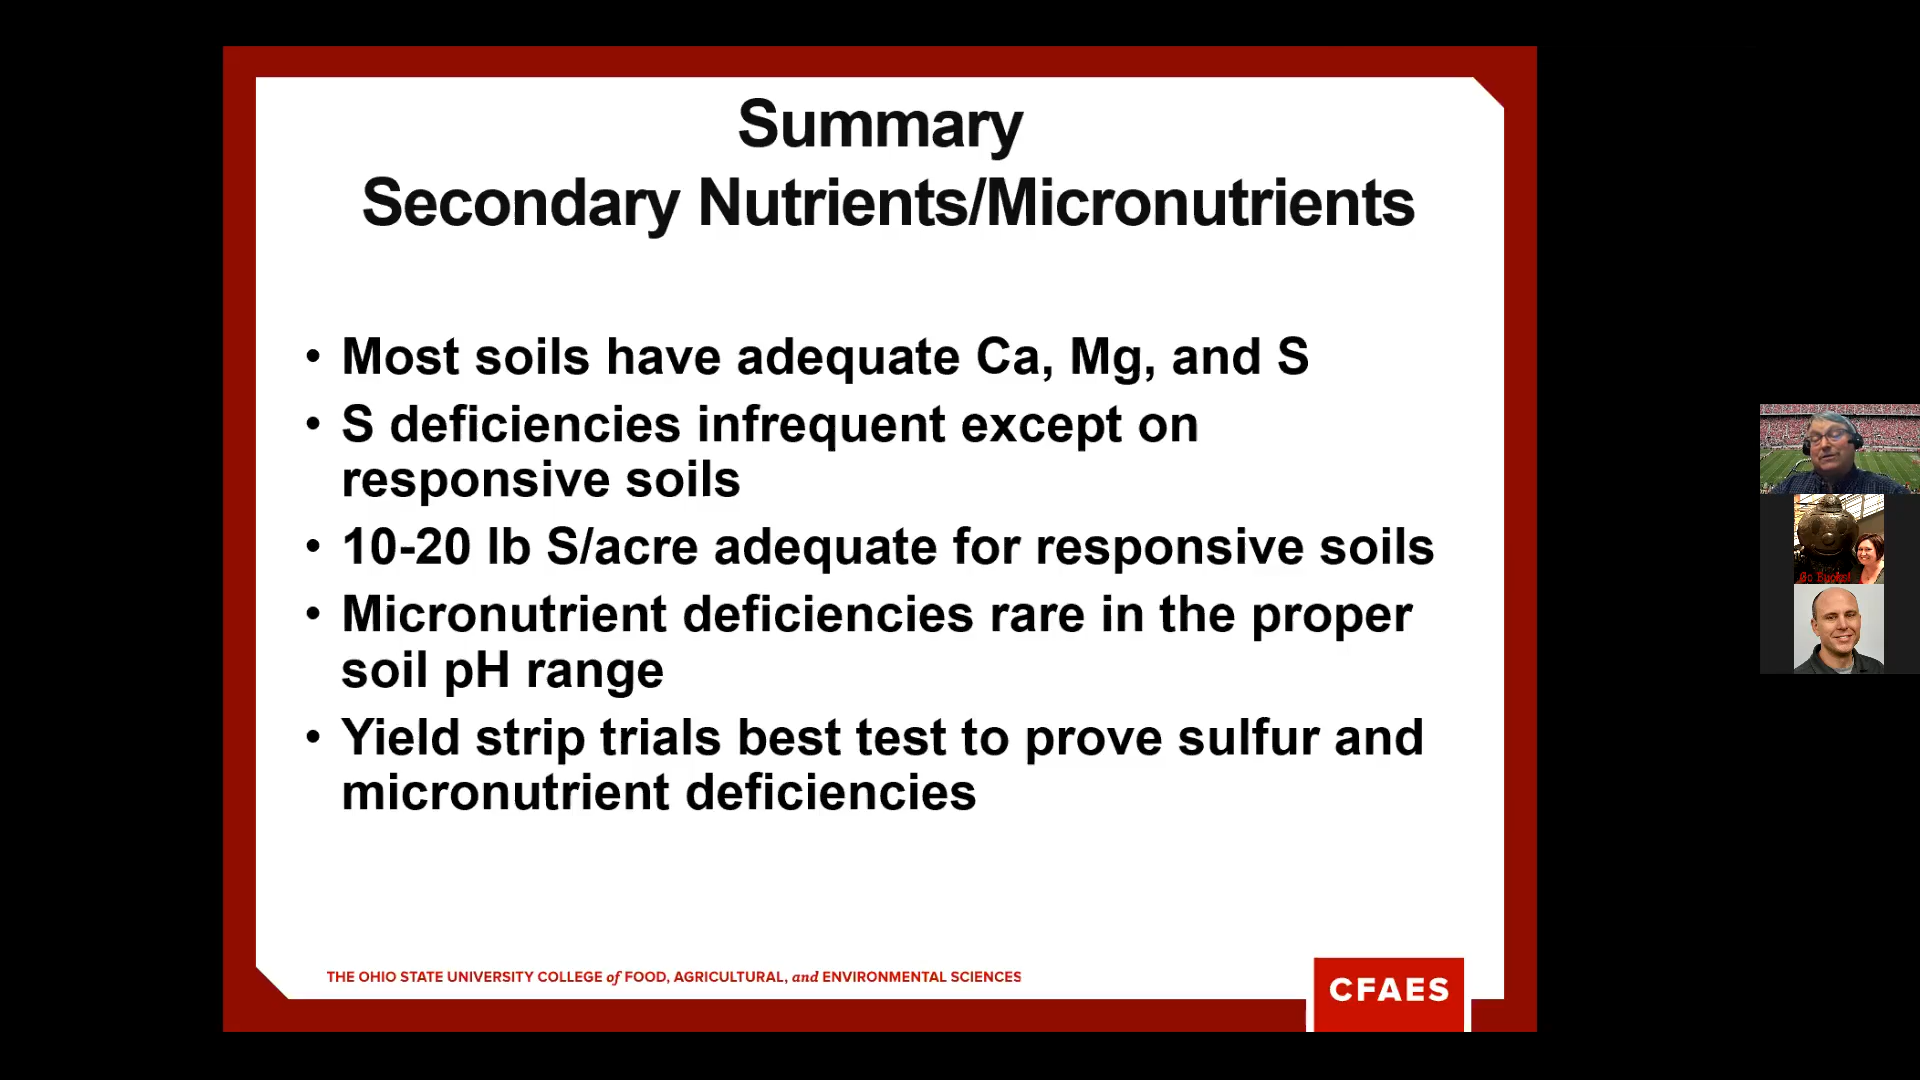 Summary
Secondary Nutrients/Micronutrients
• Most soils have adequate Ca, Mg, and S
• S deficiencies infrequent except on
responsive soils
• 10-20 lb S/acre adequate for responsive soils
• Micronutrient deficiencies rare in the proper
soil pH range
• Yield strip trials best test to prove sulfur and
micronutrient deficiencies
THE OHIO STATE UNIVERSITY COLLEGE of FOOD, AGRICULTURAL, and ENVIRONMENTAL SCIENCES
CFAES
Go Bucks!